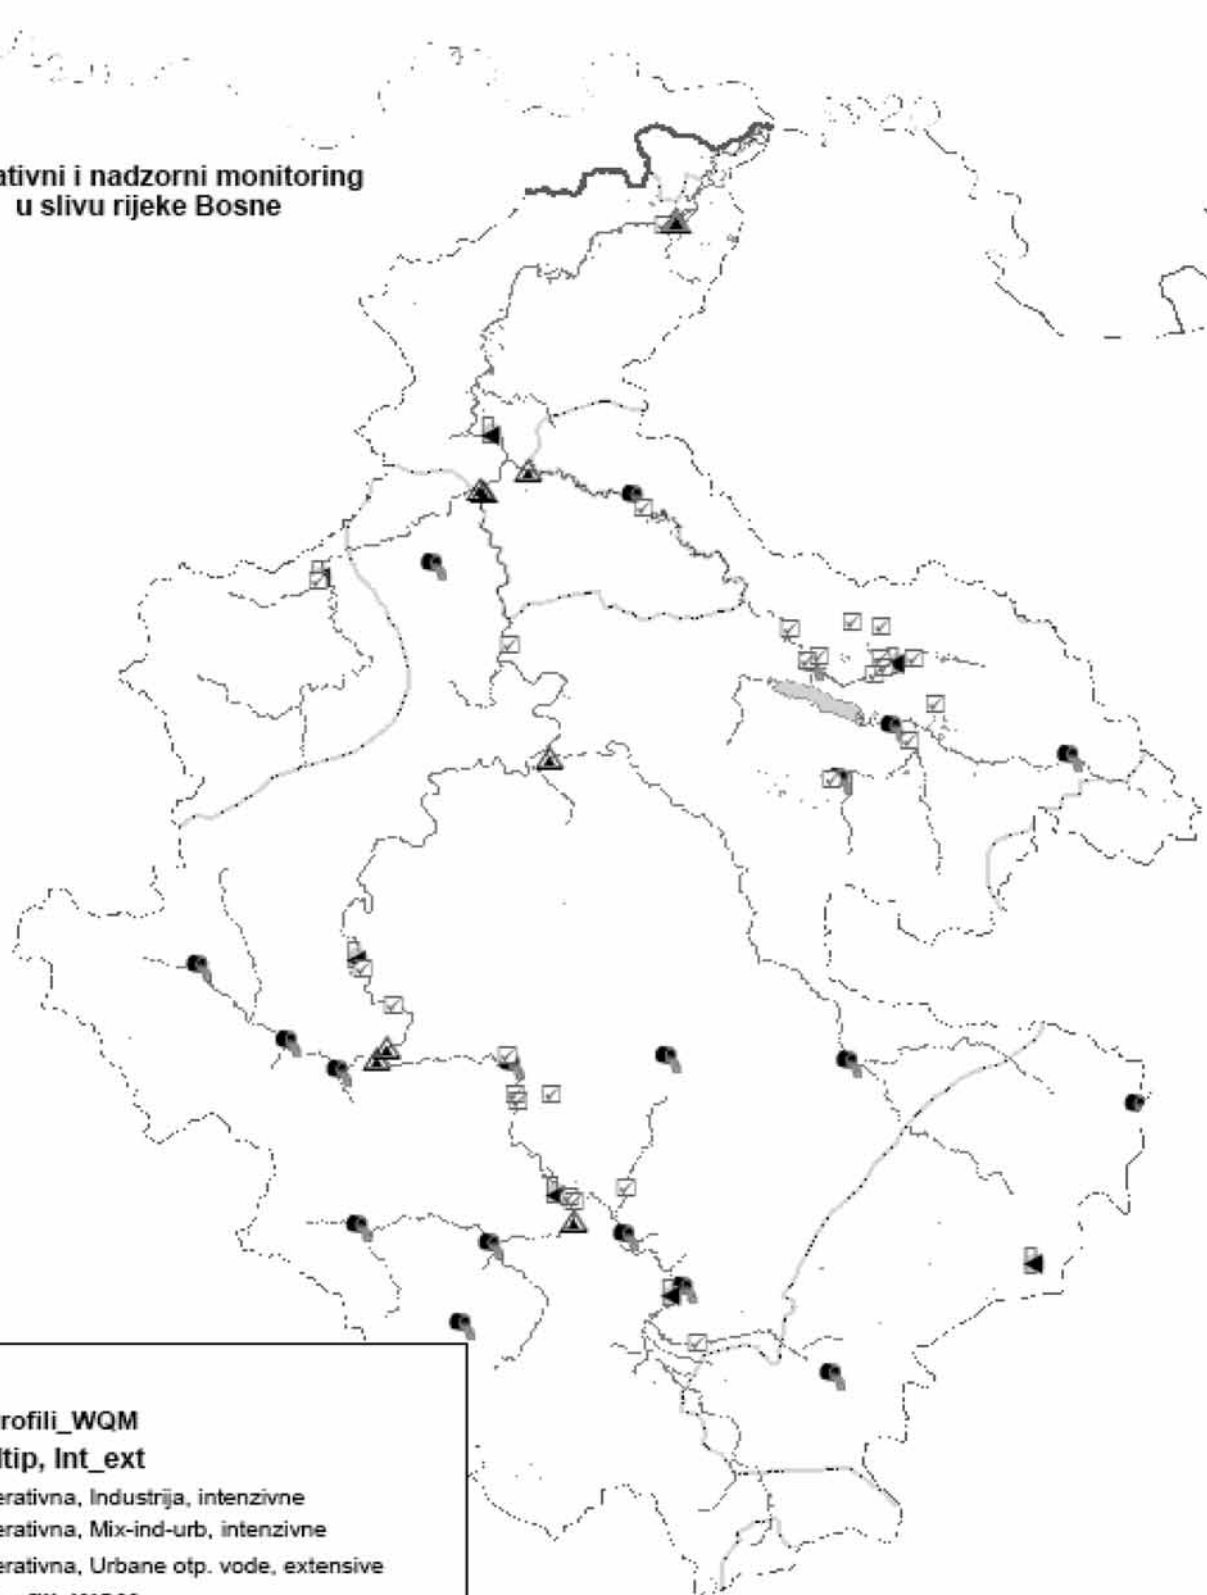 ativni i nadzorni monitoring
u slivu rijeke Bosne
rofili_WQM
ltip, Int_ext
erativna, Industrija, intenzivne
erativna, Mix-ind-urb, intenzivne
erativna, Urbane otp. vode, extensive